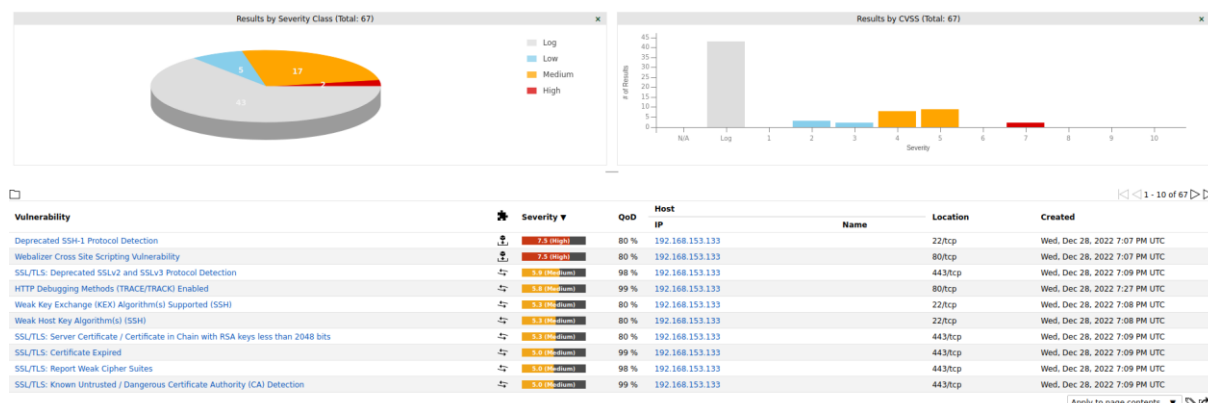 Results by Severity Class (Total: 67)
×
Results by CVSS (Total: 67)
×
Log
Low
Medium
High
5
17
2
43
# of Results
45
40
35
30
25
20
15
10
5
0
N/A Log 1 2 3 4 5 6 7 8 9 10
Severity
1 - 10 of 67
Vulnerability Severity ▼ QoD Host Location Created
IP Name
Deprecated SSH-1 Protocol Detection 7.5 (High) 80 % 192.168.153.133 22/tcp Wed, Dec 28, 2022 7:07 PM UTC
Webalizer Cross Site Scripting Vulnerability 7.5 (High) 80 % 192.168.153.133 80/tcp Wed, Dec 28, 2022 7:07 PM UTC
SSL/TLS: Deprecated SSLv2 and SSLv3 Protocol Detection 5.9 (Medium) 98 % 192.168.153.133 443/tcp Wed, Dec 28, 2022 7:09 PM UTC
HTTP Debugging Methods (TRACE/TRACK) Enabled 5.8 (Medium) 99 % 192.168.153.133 80/tcp Wed, Dec 28, 2022 7:27 PM UTC
Weak Key Exchange (KEX) Algorithm(s) Supported (SSH) 5.3 (Medium) 80 % 192.168.153.133 22/tcp Wed, Dec 28, 2022 7:08 PM UTC
Weak Host Key Algorithm(s) (SSH) 5.3 (Medium) 80 % 192.168.153.133 22/tcp Wed, Dec 28, 2022 7:08 PM UTC
SSL/TLS: Server Certificate / Certificate in Chain with RSA keys less than 2048 bits 5.3 (Medium) 80 % 192.168.153.133 443/tcp Wed, Dec 28, 2022 7:09 PM UTC
SSL/TLS: Certificate Expired 5.0 (Medium) 99 % 192.168.153.133 443/tcp Wed, Dec 28, 2022 7:09 PM UTC
SSL/TLS: Report Weak Cipher Suites 5.0 (Medium) 98 % 192.168.153.133 443/tcp Wed, Dec 28, 2022 7:09 PM UTC
SSL/TLS: Known Untrusted / Dangerous Certificate Authority (CA) Detection 5.0 (Medium) 99 % 192.168.153.133 443/tcp Wed, Dec 28, 2022 7:09 PM UTC
Apply to page contents ▼